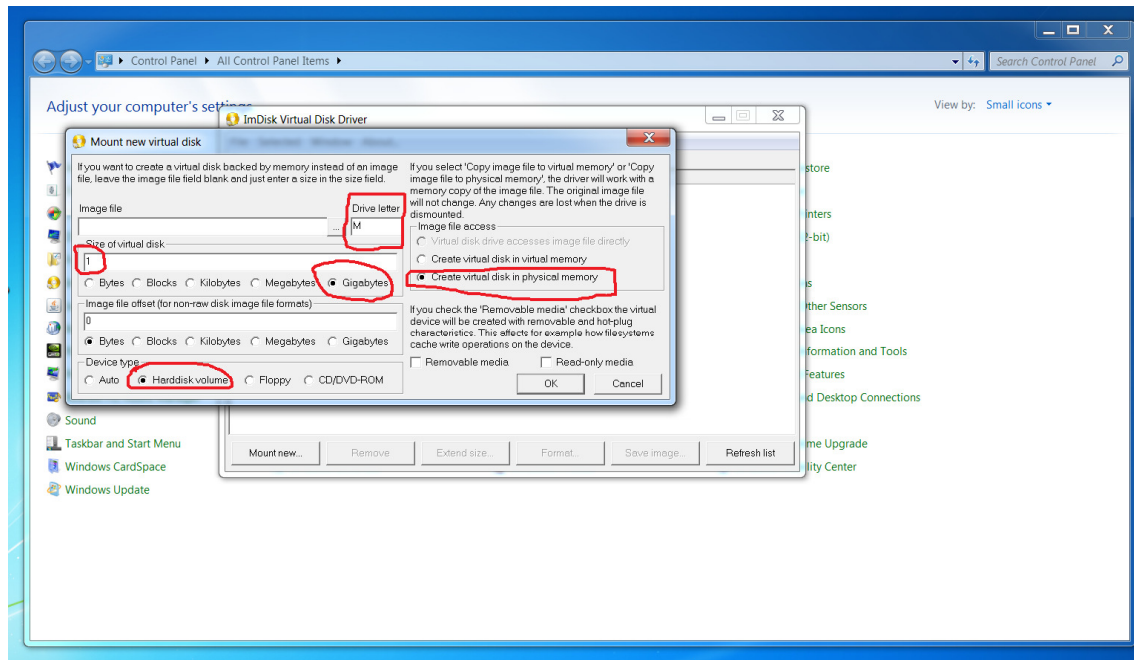 Control Panel ▸ All Control Panel Items ▸
Search Control Panel
Adjust your computer's settings
View by: Small icons
ImDisk Virtual Disk Driver
Mount new virtual disk
If you want to create a virtual disk backed by memory instead of an image
file, leave the image file field blank and just enter a size in the size field.
Image file
Drive letter
...
M
Size of virtual disk
1
Bytes Blocks Kilobytes Megabytes Gigabytes
Image file offset (for non-raw disk image file formats)
0
Bytes Blocks Kilobytes Megabytes Gigabytes
Device type
Auto Harddisk volume Floppy CD/DVD-ROM
If you select 'Copy image file to virtual memory' or 'Copy
image file to physical memory', the driver will work with a
memory copy of the image file. The original image file
will not change. Any changes are lost when the drive is
dismounted.
Image file access
Virtual disk drive accesses image file directly
Create virtual disk in virtual memory
Create virtual disk in physical memory
If you check the 'Removable media' checkbox the virtual
device will be created with removable and hot-plug
characteristics. This affects for example how filesystems
cache write operations on the device.
Removable media Read-only media
OK Cancel
store
inters
2-bit)
ther Sensors
ea Icons
formation and Tools
Features
d Desktop Connections
me Upgrade
ility Center
Sound
Taskbar and Start Menu
Windows CardSpace
Windows Update
Mount new... Remove Extend size... Format... Save image... Refresh list